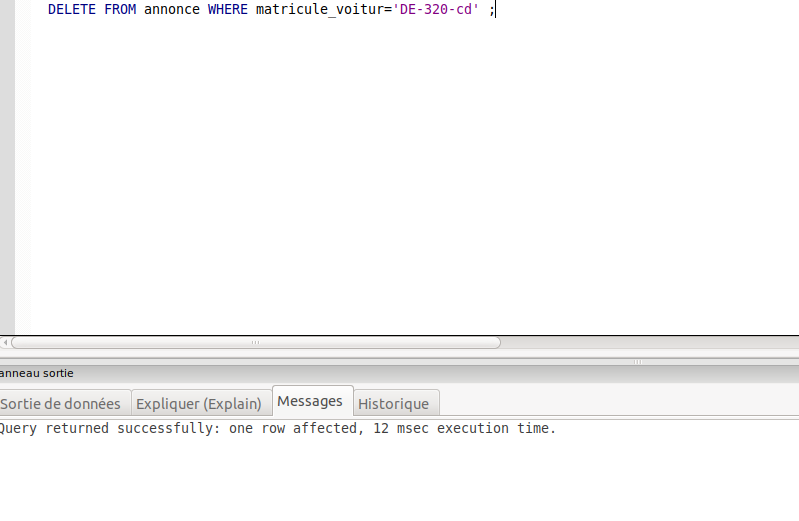 DELETE FROM annonce WHERE matricule_voitur='DE-320-cd' ;
anneau sortie
Sortie de données Expliquer (Explain) Messages Historique
Query returned successfully: one row affected, 12 msec execution time.